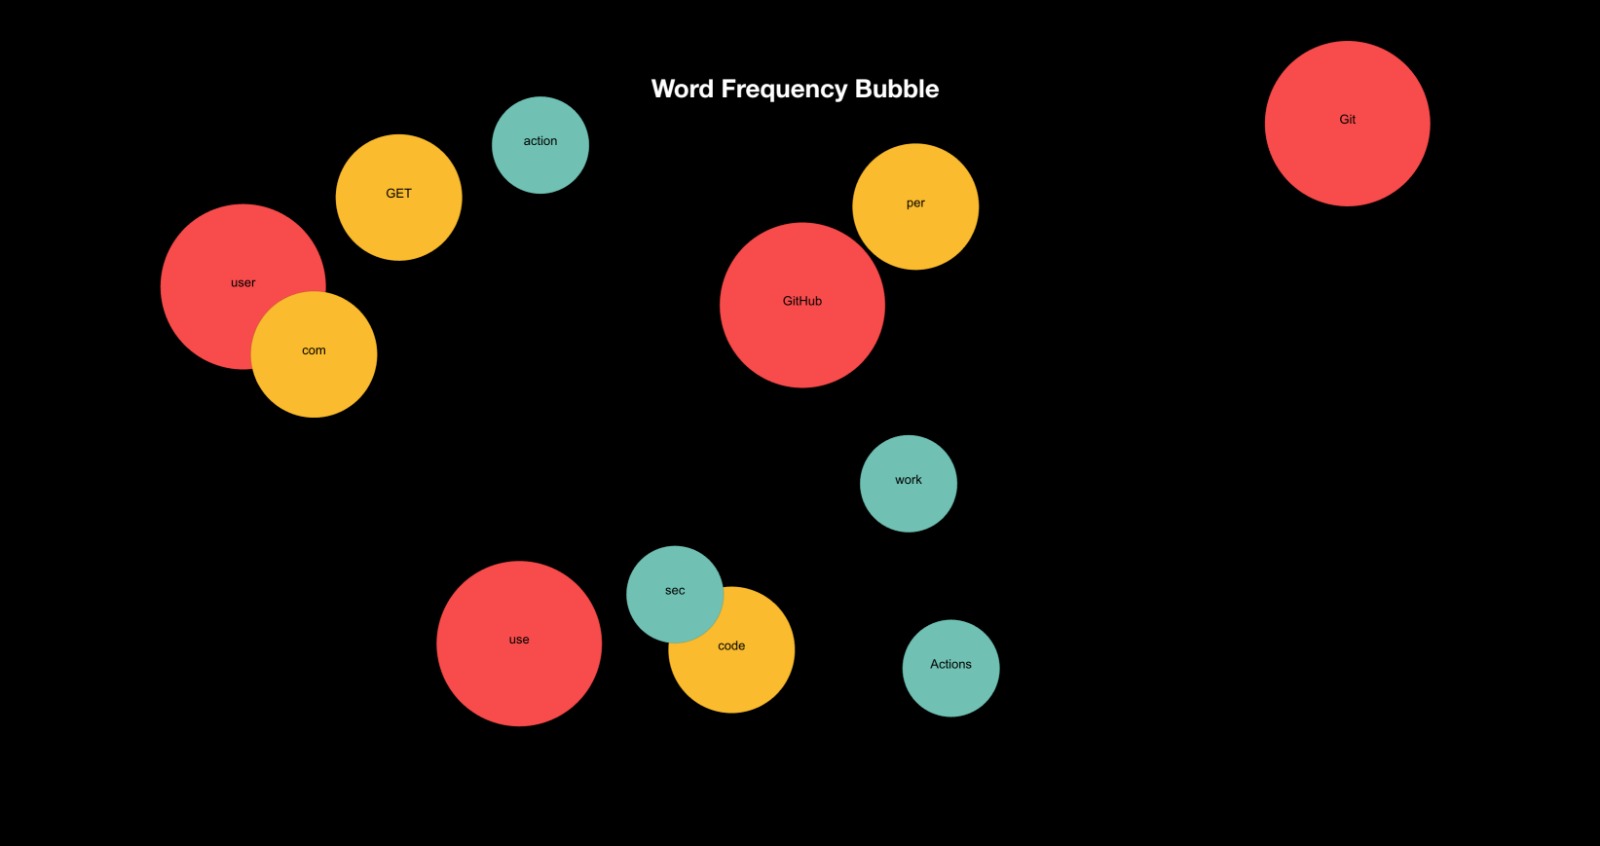 Word Frequency Bubble
Git
action
GET
per
user
GitHub
com
work
sec
use
code
Actions